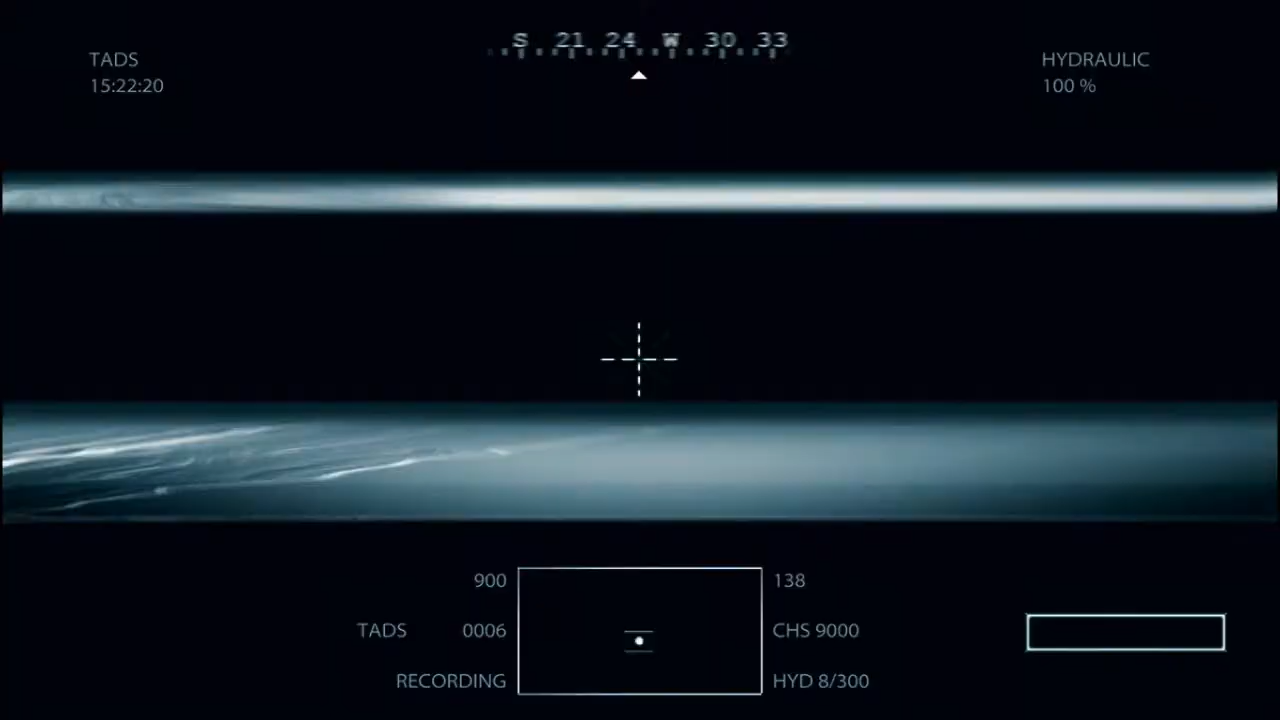 S 21 24 W 30 33
TADS
15:22:20
HYDRAULIC
100 %
900
138
TADS 0006
CHS 9000
RECORDING
HYD 8/300